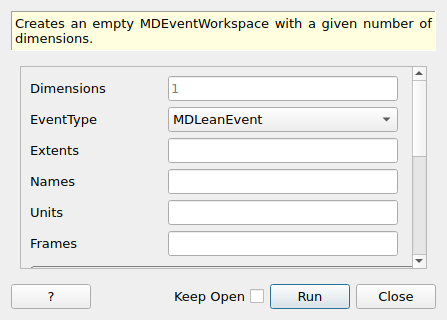 Creates an empty MDEventWorkspace with a given number of
dimensions.
Dimensions 1
EventType MDLeanEvent
Extents
Names
Units
Frames
? Keep Open Run Close